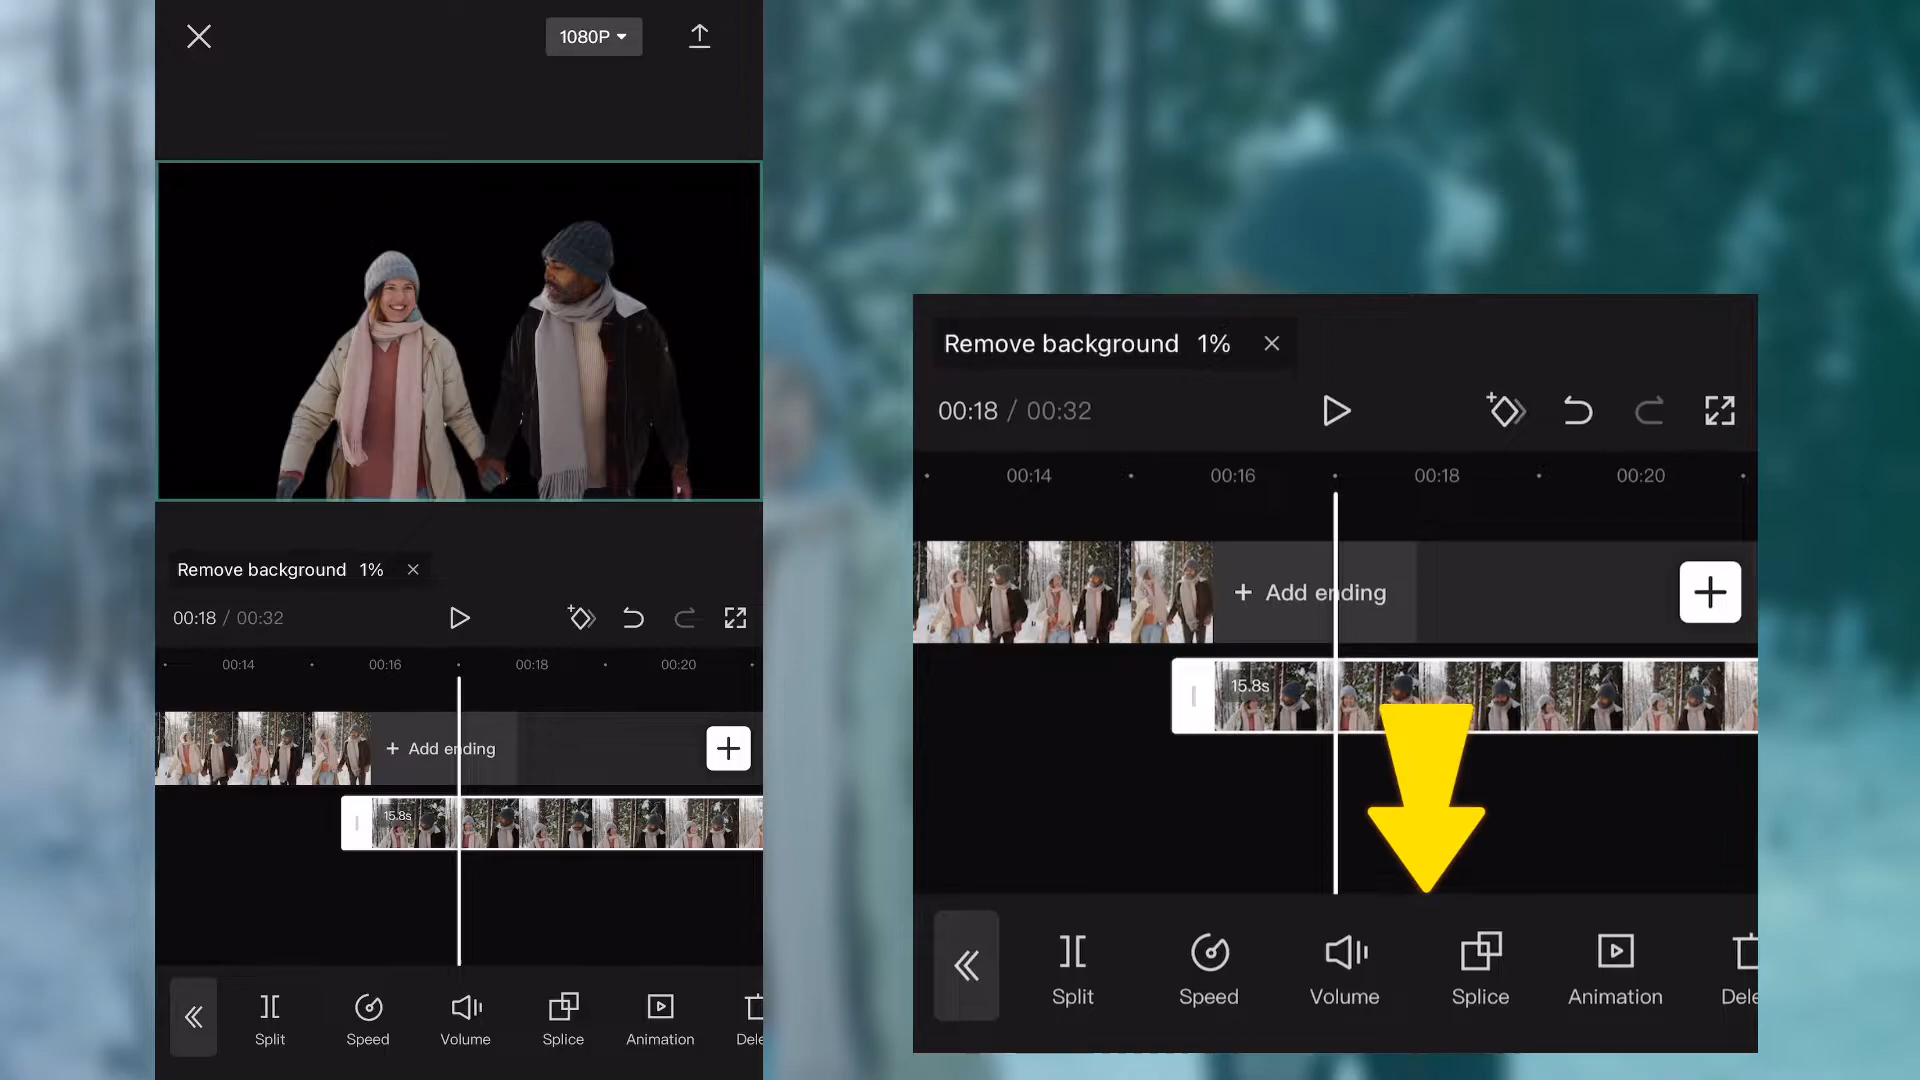 1080P
Remove background 1%
00:18 / 00:32
00:14 00:16 00:18 00:20
+ Add ending
15.8s
Split Speed Volume Splice Animation Dele
Remove background 1%
00:18 / 00:32
00:14 00:16 00:18 00:20
+ Add ending
15.8s
Split Speed Volume Splice Animation Dele